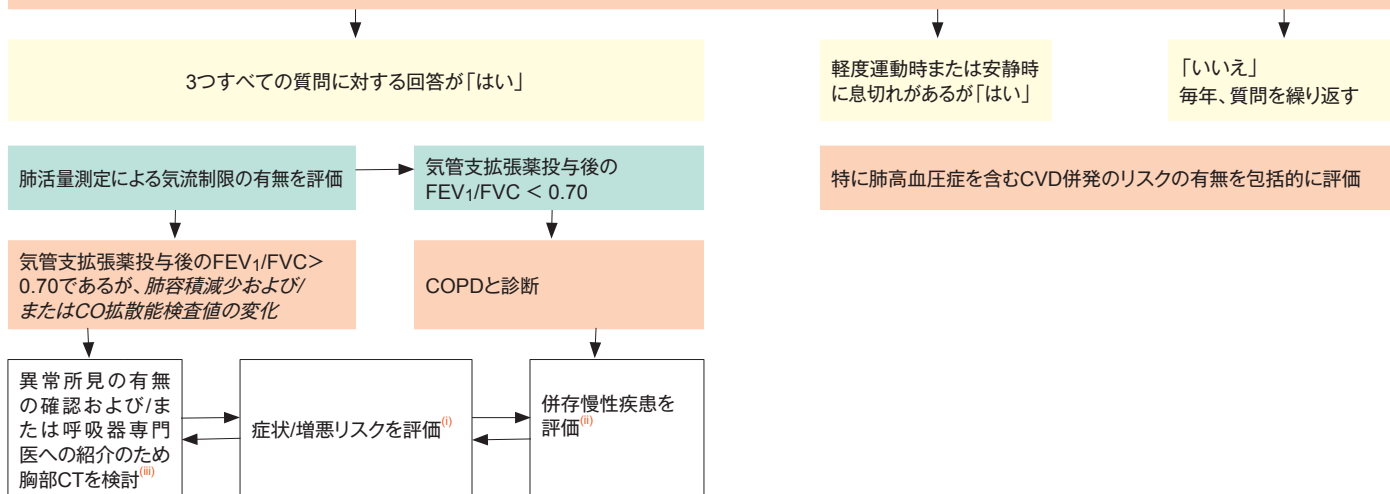 3つすべての質問に対する回答が「はい」
軽度運動時または安静時
に息切れがあるが「はい」
「いいえ」
毎年、質問を繰り返す
肺活量測定による気流制限の有無を評価
気管支拡張薬投与後の
FEV1/FVC < 0.70
特に肺高血圧症を含むCVD併発のリスクの有無を包括的に評価
気管支拡張薬投与後のFEV1/FVC>
0.70であるが、肺容積減少および/
またはCO拡散能検査値の変化
COPDと診断
異常所見の有無
の確認および/ま
たは呼吸器専門
医への紹介のため
胸部CTを検討(iii)
症状/増悪リスクを評価(i)
併存慢性疾患を
評価(ii)